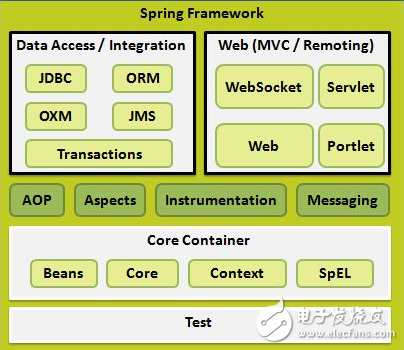 Spring Framework
Data Access / Integration
JDBC
ORM
OXM
JMS
Transactions
Web (MVC / Remoting)
WebSocket
Servlet
Web
Portlet
AOP
Aspects
Instrumentation
Messaging
Core Container
Beans
Core
Context
SpEL
Test
电子发烧友
www.elecfans.com